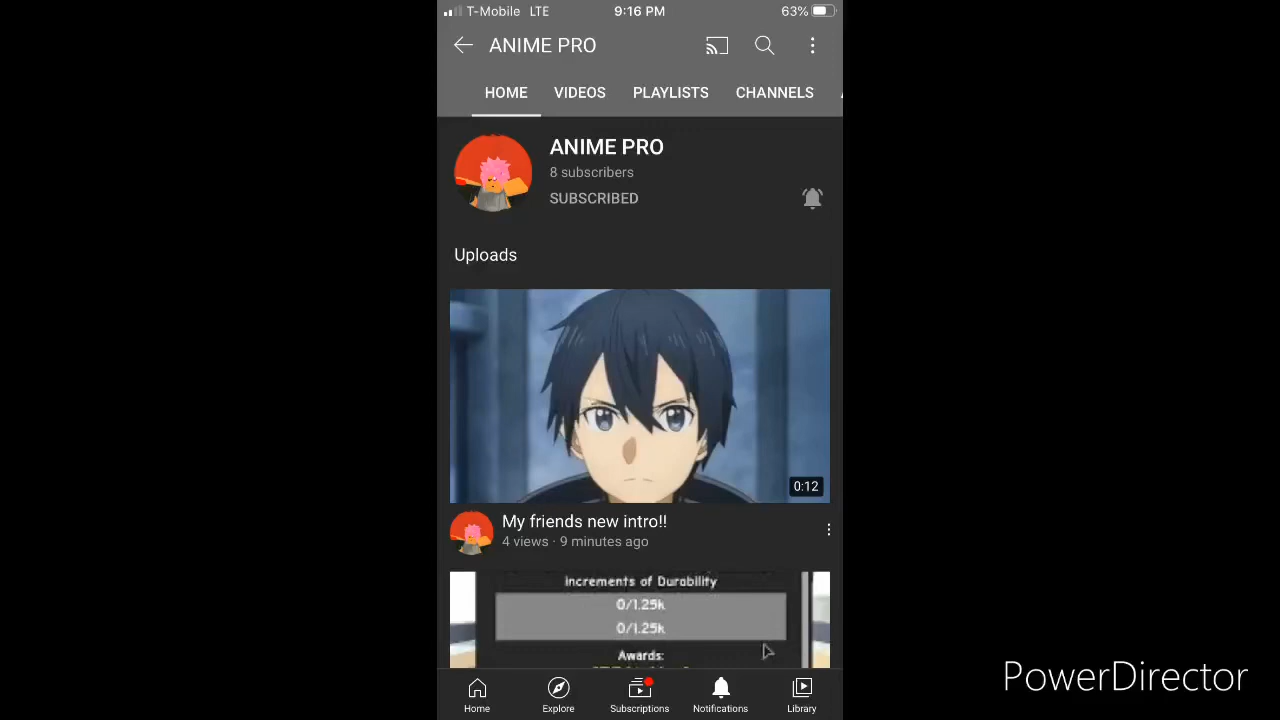 T-Mobile LTE 9:16 PM 63%
ANIME PRO
HOME VIDEOS PLAYLISTS CHANNELS
ANIME PRO
8 subscribers
SUBSCRIBED
Uploads
0:12
My friends new intro!!
4 views · 9 minutes ago
Increments of Durability
0/1.25k
0/1.25k
Awards:
Home Explore Subscriptions Notifications Library
PowerDirector